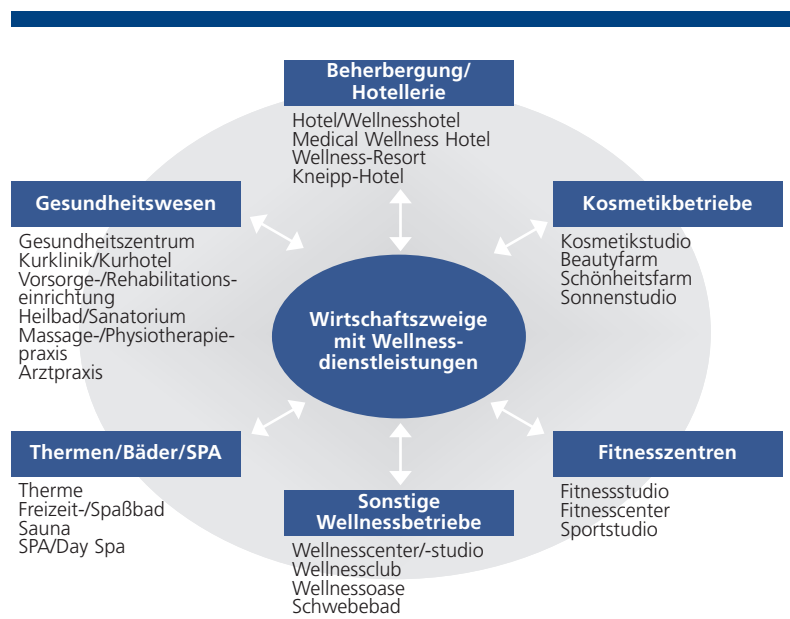 Beherbergung/
Hotellerie
Hotel/Wellnesshotel
Medical Wellness Hotel
Wellness-Resort
Kneipp-Hotel
Gesundheitswesen
Gesundheitszentrum
Kurklinik/Kurhotel
Vorsorge-/Rehabilitations-
einrichtung
Heilbad/Sanatorium
Massage-/Physiotherapie-
praxis
Arztpraxis
Kosmetikbetriebe
Kosmetikstudio
Beautyfarm
Schönheitsfarm
Sonnenstudio
Wirtschaftszweige
mit Wellness-
dienstleistungen
Thermen/Bäder/SPA
Therme
Freizeit-/Spaßbad
Sauna
SPA/Day Spa
Sonstige
Wellnessbetriebe
Wellnesscenter/-studio
Wellnessclub
Wellnessoase
Schwebebad
Fitnesszentren
Fitnessstudio
Fitnesscenter
Sportstudio